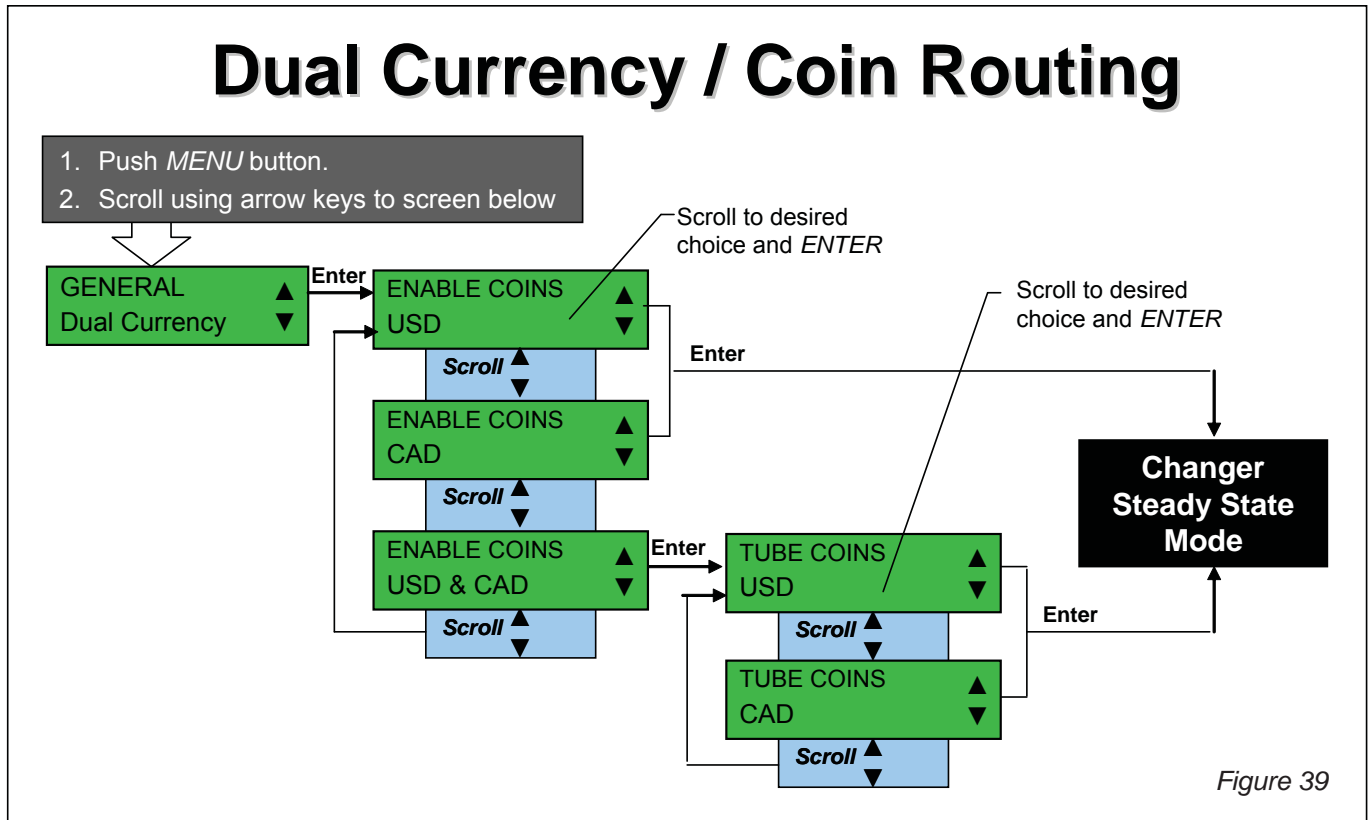 Dual Currency / Coin Routing
1. Push MENU button.
2. Scroll using arrow keys to screen below
Scroll to desired
choice and ENTER
GENERAL ▲
Dual Currency ▼
Enter
ENABLE COINS ▲
USD ▼
Scroll ▲
▼
ENABLE COINS ▲
CAD ▼
Scroll ▲
▼
ENABLE COINS ▲
USD & CAD ▼
Scroll ▲
▼
Enter
Enter
Scroll to desired
choice and ENTER
TUBE COINS ▲
USD ▼
Scroll ▲
▼
TUBE COINS ▲
CAD ▼
Scroll ▲
▼
Enter
Changer
Steady State
Mode
Figure 39